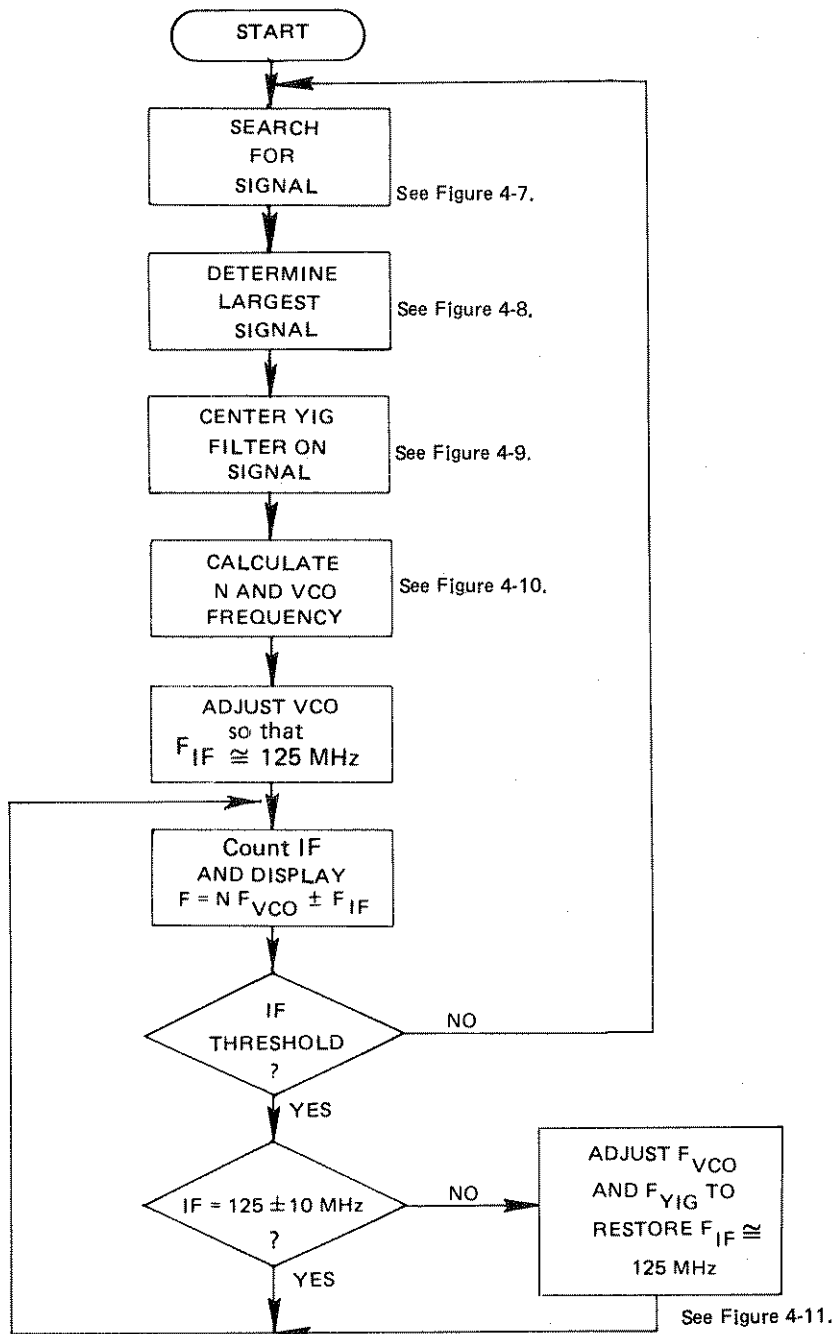 START
SEARCH
FOR
SIGNAL
See Figure 4-7.
DETERMINE
LARGEST
SIGNAL
See Figure 4-8.
CENTER YIG
FILTER ON
SIGNAL
See Figure 4-9.
CALCULATE
N AND VCO
FREQUENCY
See Figure 4-10.
ADJUST VCO
so that
F_IF ≅ 125 MHz
Count IF
AND DISPLAY
F = N F_VCO ± F_IF
IF
THRESHOLD
?
NO
YES
IF = 125 ± 10 MHz
?
NO
YES
ADJUST F_VCO
AND F_YIG TO
RESTORE F_IF ≅
125 MHz
See Figure 4-11.